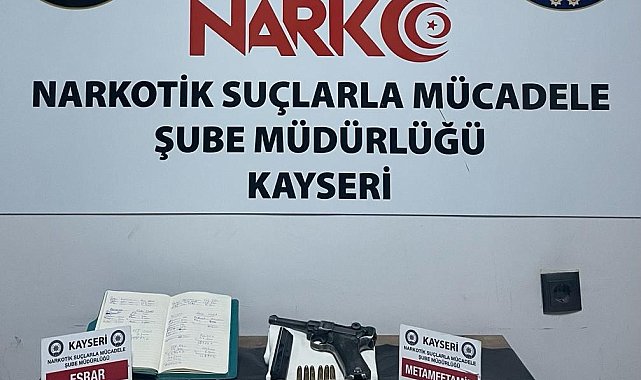 NARKO
NARKOTİK SUÇLARLA MÜCADELE
ŞUBE MÜDÜRLÜĞÜ
KAYSERİ
KAYSERİ
NARKOTİK SUÇLARLA MÜCADELE
ŞUBE MÜDÜRLÜĞÜ
ESRAR
KAYSERİ
NARKOTİK SUÇLARLA MÜCADELE
ŞUBE MÜDÜRLÜĞÜ
METAMFETAMİN